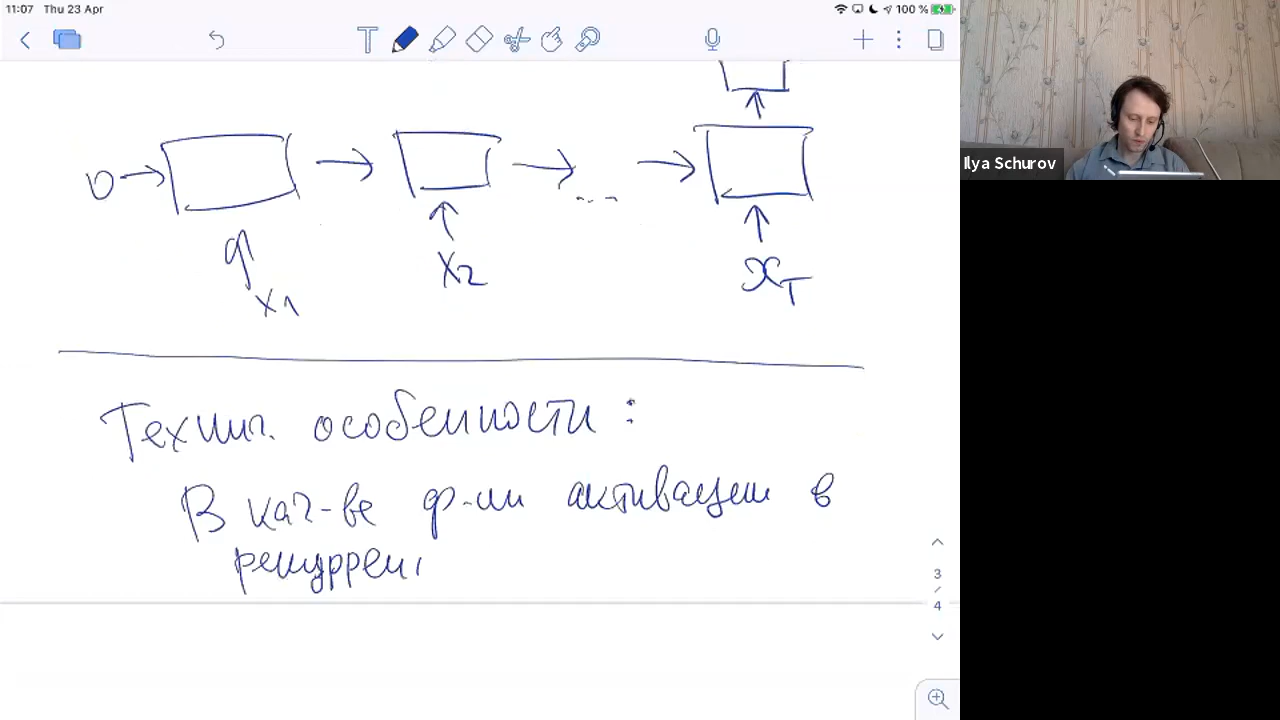 11:07 Thu 23 Apr
100 %
T
0
x1
x2
...
xT
Ilya Schurov
Технич. особенности:
В кач-ве ф-ии активации в
рекуррен
3
/
4